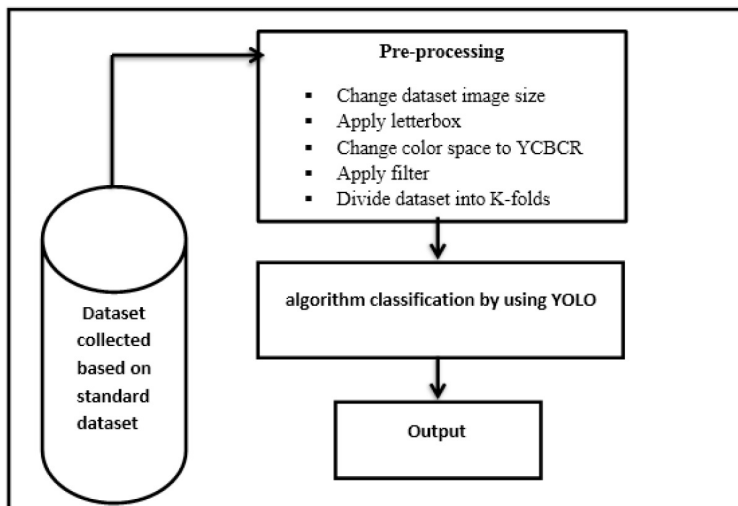 Pre-processing
▪ Change dataset image size
▪ Apply letterbox
▪ Change color space to YCBCR
▪ Apply filter
▪ Divide dataset into K-folds
algorithm classification by using YOLO
Dataset
collected
based on
standard
dataset
Output